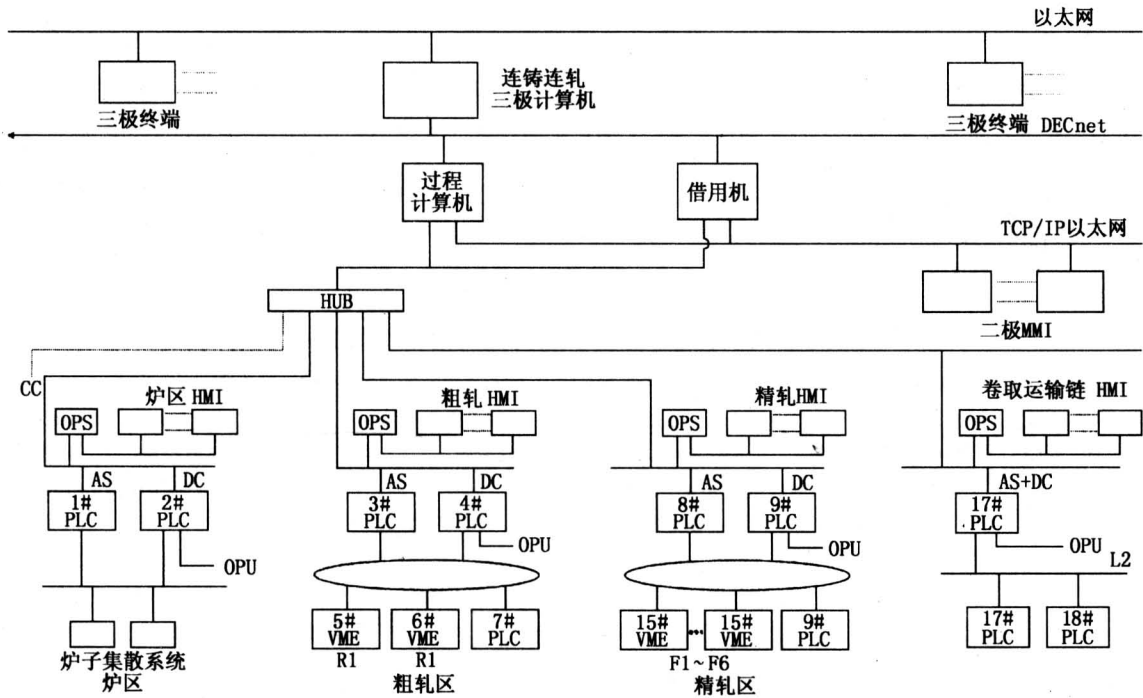 以太网
三极终端
连铸连轧
三极计算机
三极终端 DECnet
过程
计算机
借用机
TCP/IP以太网
HUB
二极MMI
CC
炉区 HMI
OPS
粗轧 HMI
OPS
精轧HMI
OPS
卷取运输链 HMI
OPS
AS
DC
1#
PLC
2#
PLC
OPU
AS
DC
3#
PLC
4#
PLC
OPU
AS
DC
8#
PLC
9#
PLC
OPU
AS+DC
17#
PLC
OPU
L2
炉子集散系统
炉区
5#
VME
6#
VME
7#
PLC
R1
R1
粗轧区
15#
VME
15#
VME
9#
PLC
F1～F6
精轧区
17#
PLC
18#
PLC